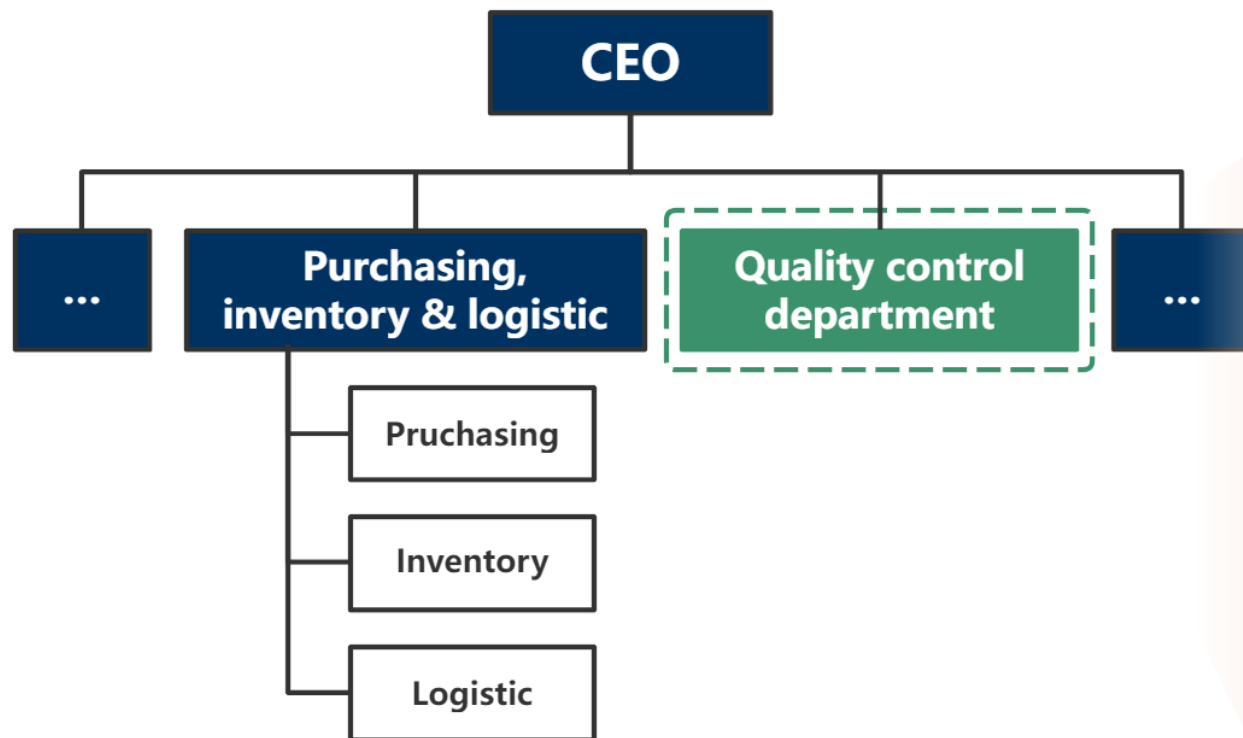 CEO
...
Purchasing,
inventory & logistic
Quality control
department
...
Pruchasing
Inventory
Logistic